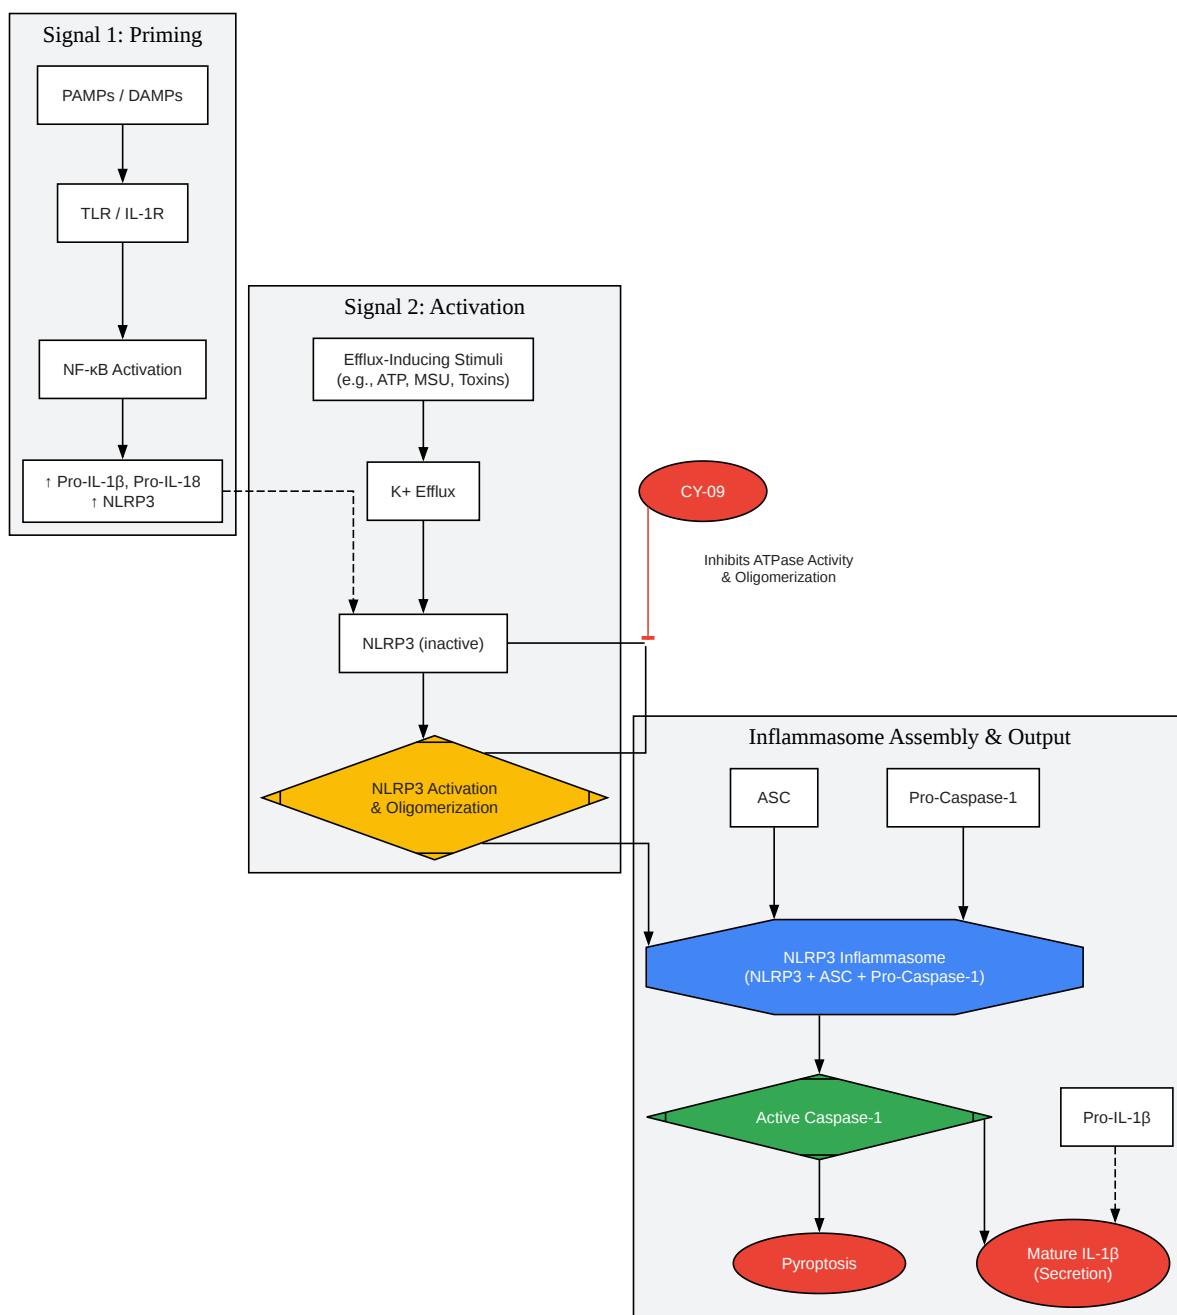 Signal 1: Priming
PAMPs / DAMPs
TLR / IL-1R
NF-κB Activation
↑ Pro-IL-1β, Pro-IL-18
↑ NLRP3
Signal 2: Activation
Efflux-Inducing Stimuli
(e.g., ATP, MSU, Toxins)
K+ Efflux
NLRP3 (inactive)
NLRP3 Activation
& Oligomerization
CY-09
Inhibits ATPase Activity
& Oligomerization
Inflammasome Assembly & Output
ASC
Pro-Caspase-1
NLRP3 Inflammasome
(NLRP3 + ASC + Pro-Caspase-1)
Active Caspase-1
Pro-IL-1β
Pyroptosis
Mature IL-1β
(Secretion)